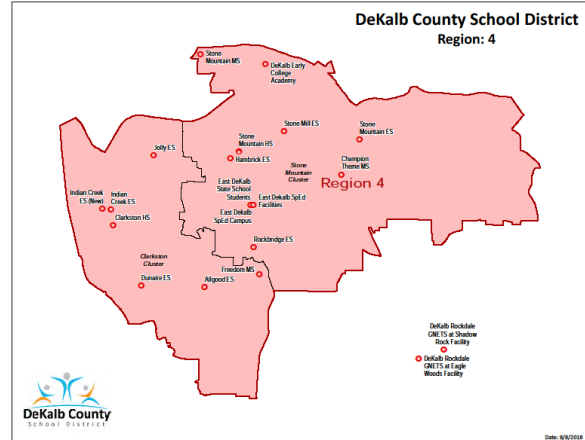 DeKalb County School District
Region: 4
Stone
Mountain MS
DeKalb Early
College
Academy
Stone Mill ES
Stone
Mountain ES
Stone
Mountain HS
Hambrick ES
Jolly ES
Stone
Mountain
Cluster
Champion
Theme MS
Region 4
East DeKalb
State School
Students
East Dekalb SpEd
Facilities
East Dekalb
SpEd Campus
Indian Creek
ES (New)
Indian
Creek ES
Clarkston HS
Rockbridge ES
Clarkston
Cluster
Freedom MS
Dunaire ES
Allgood ES
DeKalb Rockdale
GNETS at Shadow
Rock Facility
DeKalb Rockdale
GNETS at Eagle
Woods Facility
DeKalb County
School District
Date: 8/8/2018